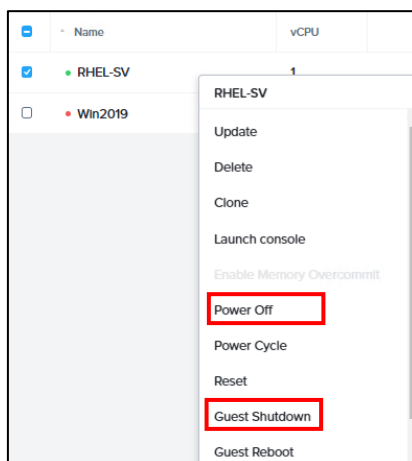 Name vCPU
RHEL-SV 1
Win2019
RHEL-SV
Update
Delete
Clone
Launch console
Enable Memory Overcommit
Power Off
Power Cycle
Reset
Guest Shutdown
Guest Reboot